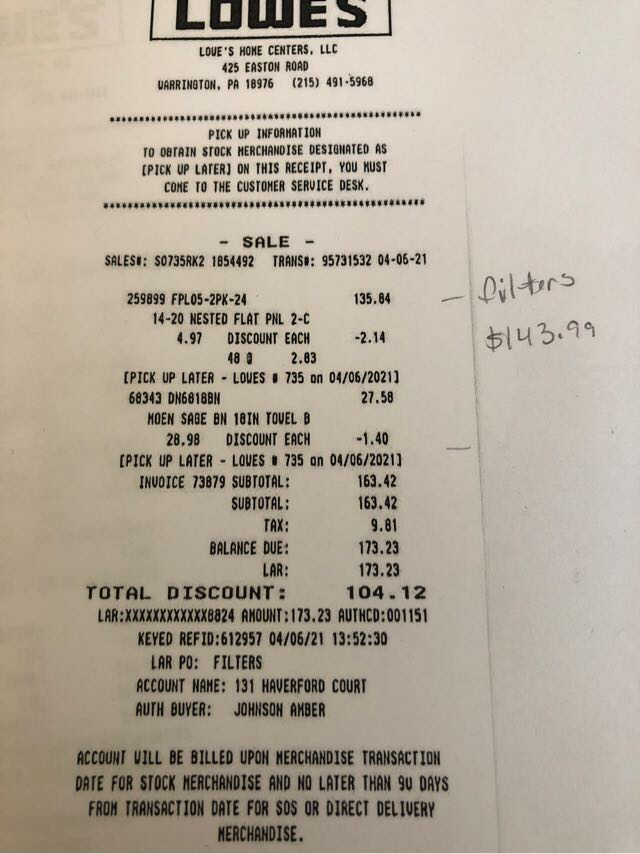 LOWE'S
LOWE'S HOME CENTERS, LLC
425 EASTON ROAD
WARRINGTON, PA 18976 (215) 491-5968
************************************************
PICK UP INFORMATION
TO OBTAIN STOCK MERCHANDISE DESIGNATED AS
[PICK UP LATER] ON THIS RECEIPT, YOU MUST
COME TO THE CUSTOMER SERVICE DESK.
************************************************
- SALE -
SALES#: S0735RK2 1854492 TRANS#: 95731532 04-06-21
259899 FPL05-2PK-24 135.84
14-20 NESTED FLAT PNL 2-C
4.97 DISCOUNT EACH -2.14
48 @ 2.83
[PICK UP LATER - LOWES # 735 on 04/06/2021]
68343 DN6818BN 27.58
MOEN SAGE BN 18IN TOWEL B
28.98 DISCOUNT EACH -1.40
[PICK UP LATER - LOWES # 735 on 04/06/2021]
INVOICE 73879 SUBTOTAL: 163.42
SUBTOTAL: 163.42
TAX: 9.81
BALANCE DUE: 173.23
LAR: 173.23
TOTAL DISCOUNT: 104.12
LAR:XXXXXXXXXXXX8824 AMOUNT:173.23 AUTHCD:001151
KEYED REFID:612957 04/06/21 13:52:30
LAR PO: FILTERS
ACCOUNT NAME: 131 HAVERFORD COURT
AUTH BUYER: JOHNSON AMBER
ACCOUNT WILL BE BILLED UPON MERCHANDISE TRANSACTION
DATE FOR STOCK MERCHANDISE AND NO LATER THAN 90 DAYS
FROM TRANSACTION DATE FOR SOS OR DIRECT DELIVERY
MERCHANDISE.
- filters
$143.99